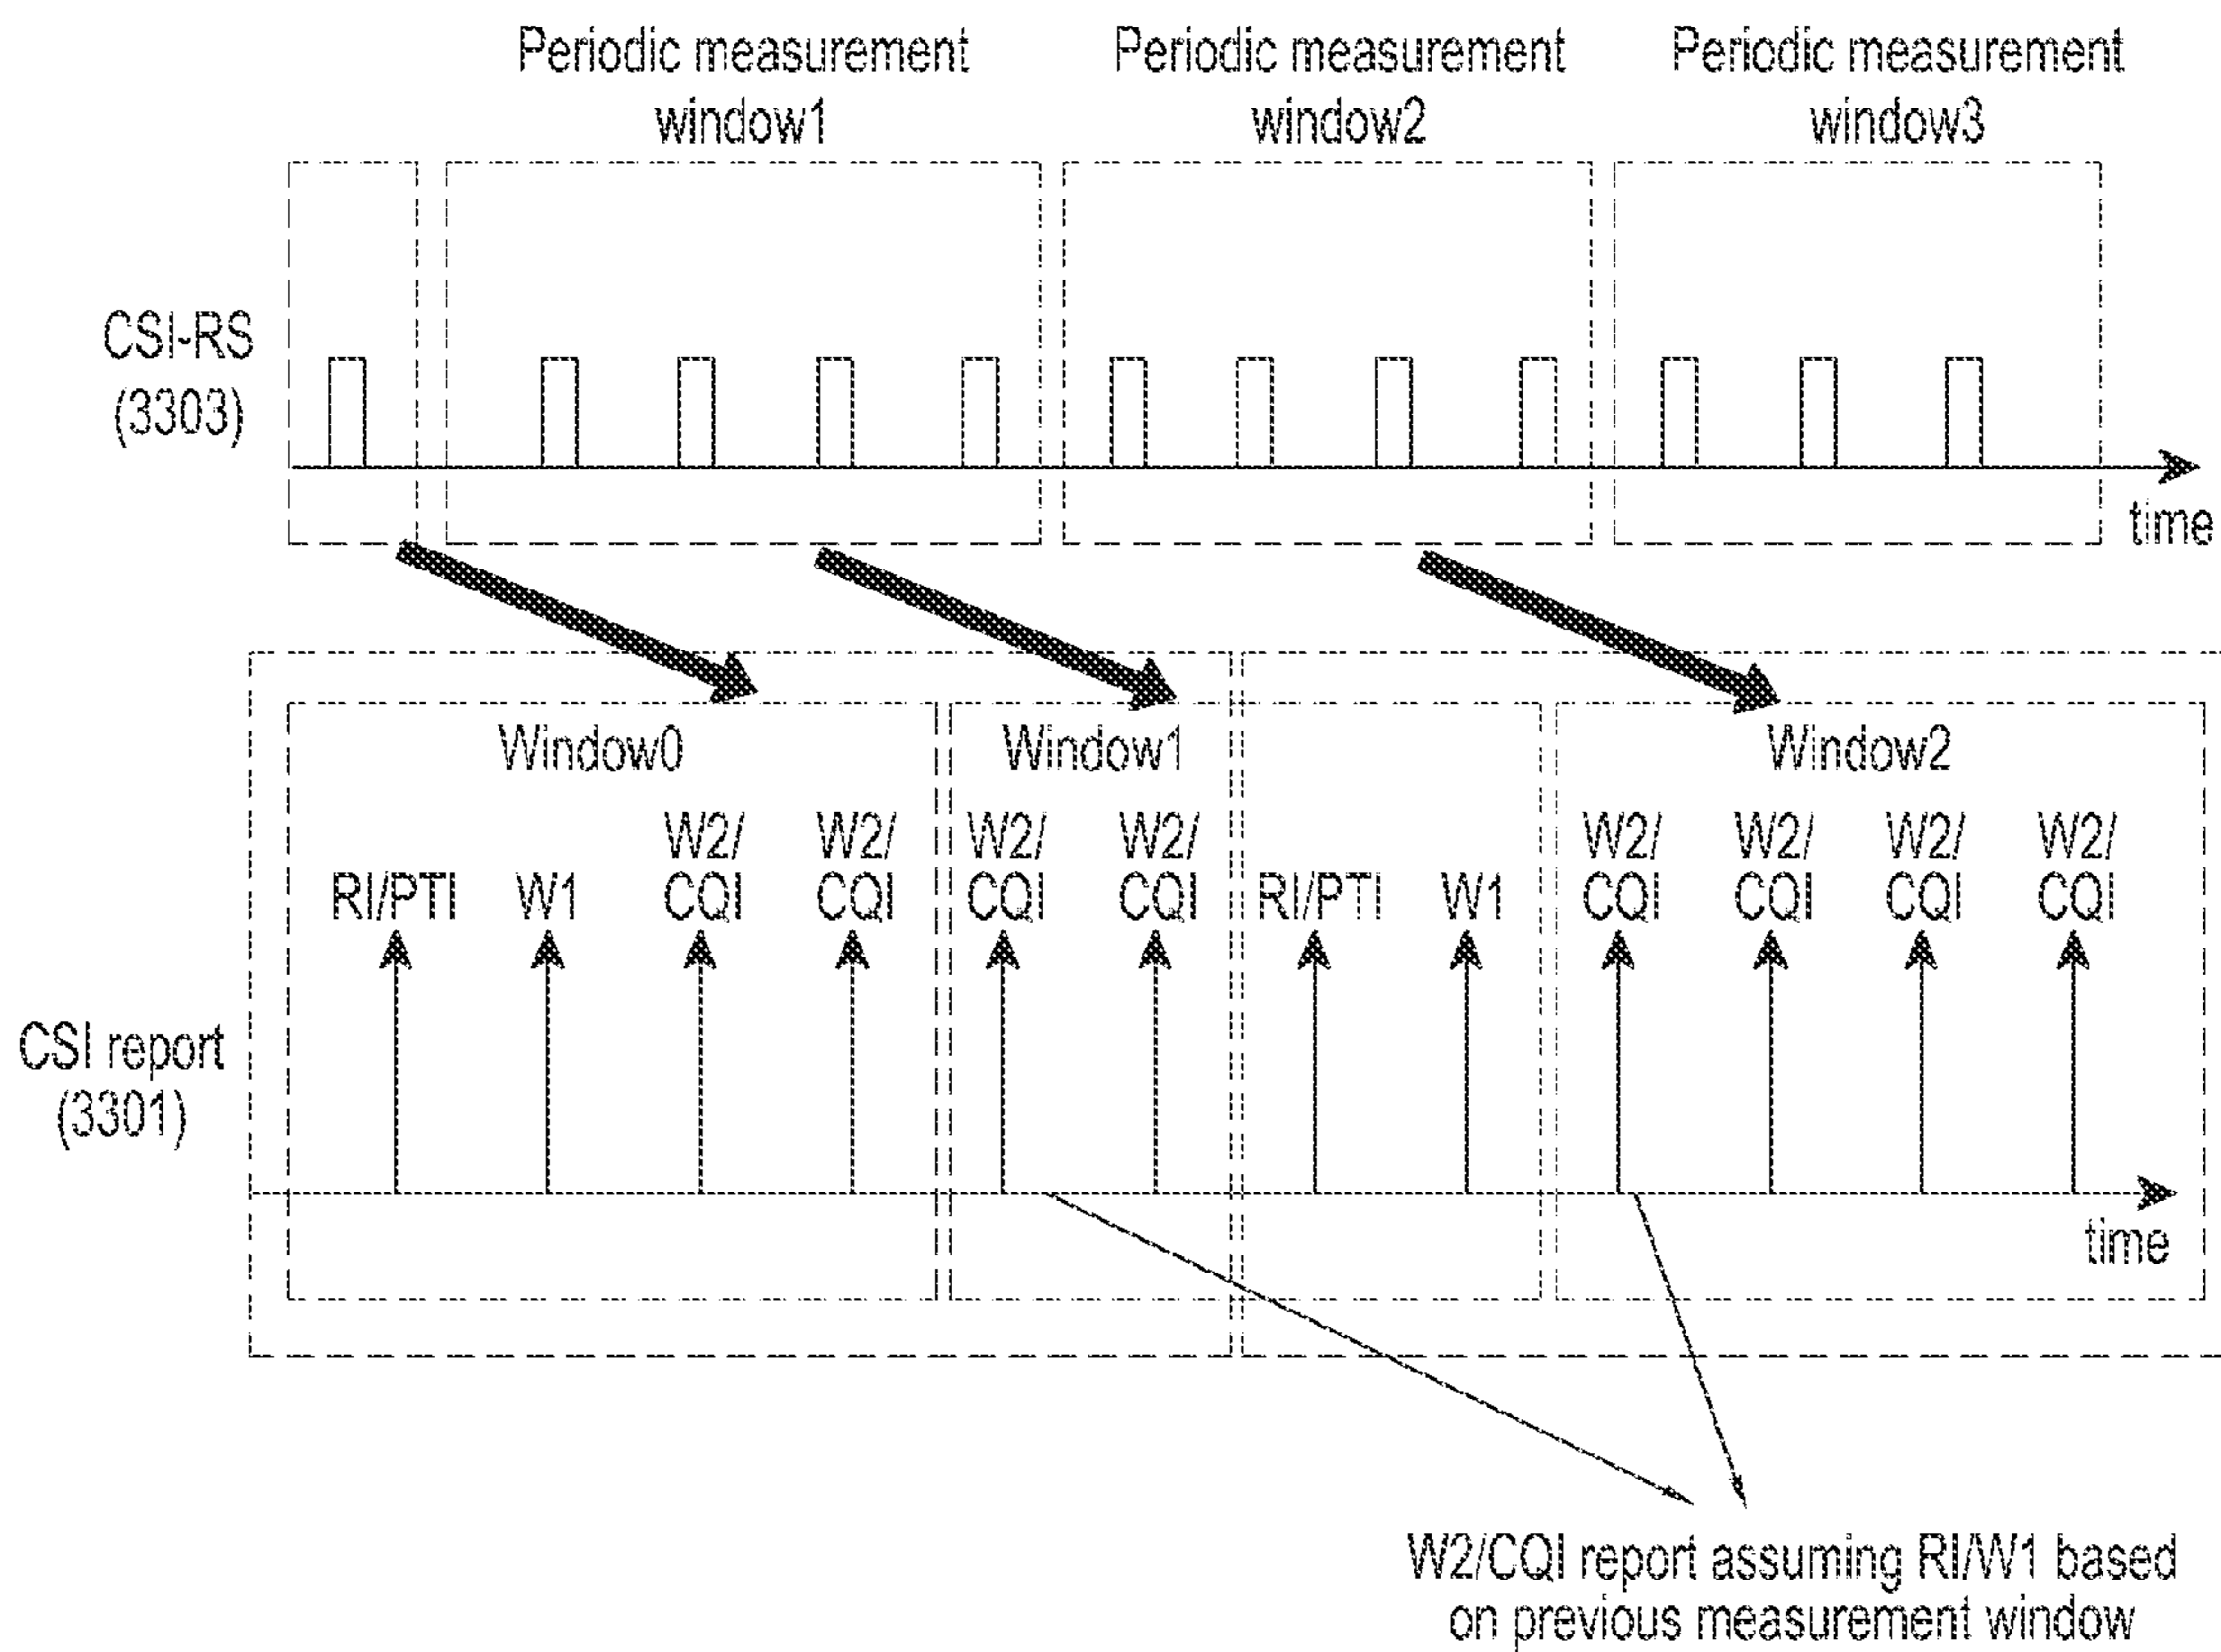 Periodic measurement
window1
Periodic measurement
window2
Periodic measurement
window3
CSI-RS
(3303)
time
Window0
Window1
Window2
RI/PTI
W1
W2/
CQI
W2/
CQI
W2/
CQI
W2/
CQI
RI/PTI
W1
W2/
CQI
W2/
CQI
W2/
CQI
W2/
CQI
CSI report
(3301)
time
W2/CQI report assuming RI/W1 based
on previous measurement window